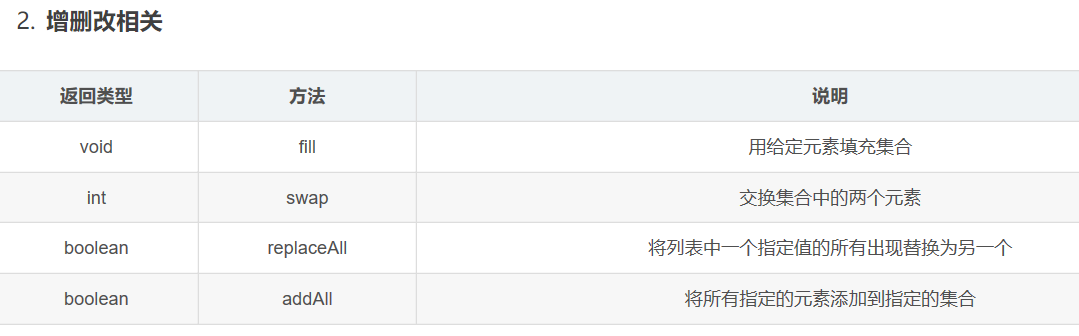 2. 增删改相关
返回类型 方法 说明
void fill 用给定元素填充集合
int swap 交换集合中的两个元素
boolean replaceAll 将列表中一个指定值的所有出现替换为另一个
boolean addAll 将所有指定的元素添加到指定的集合